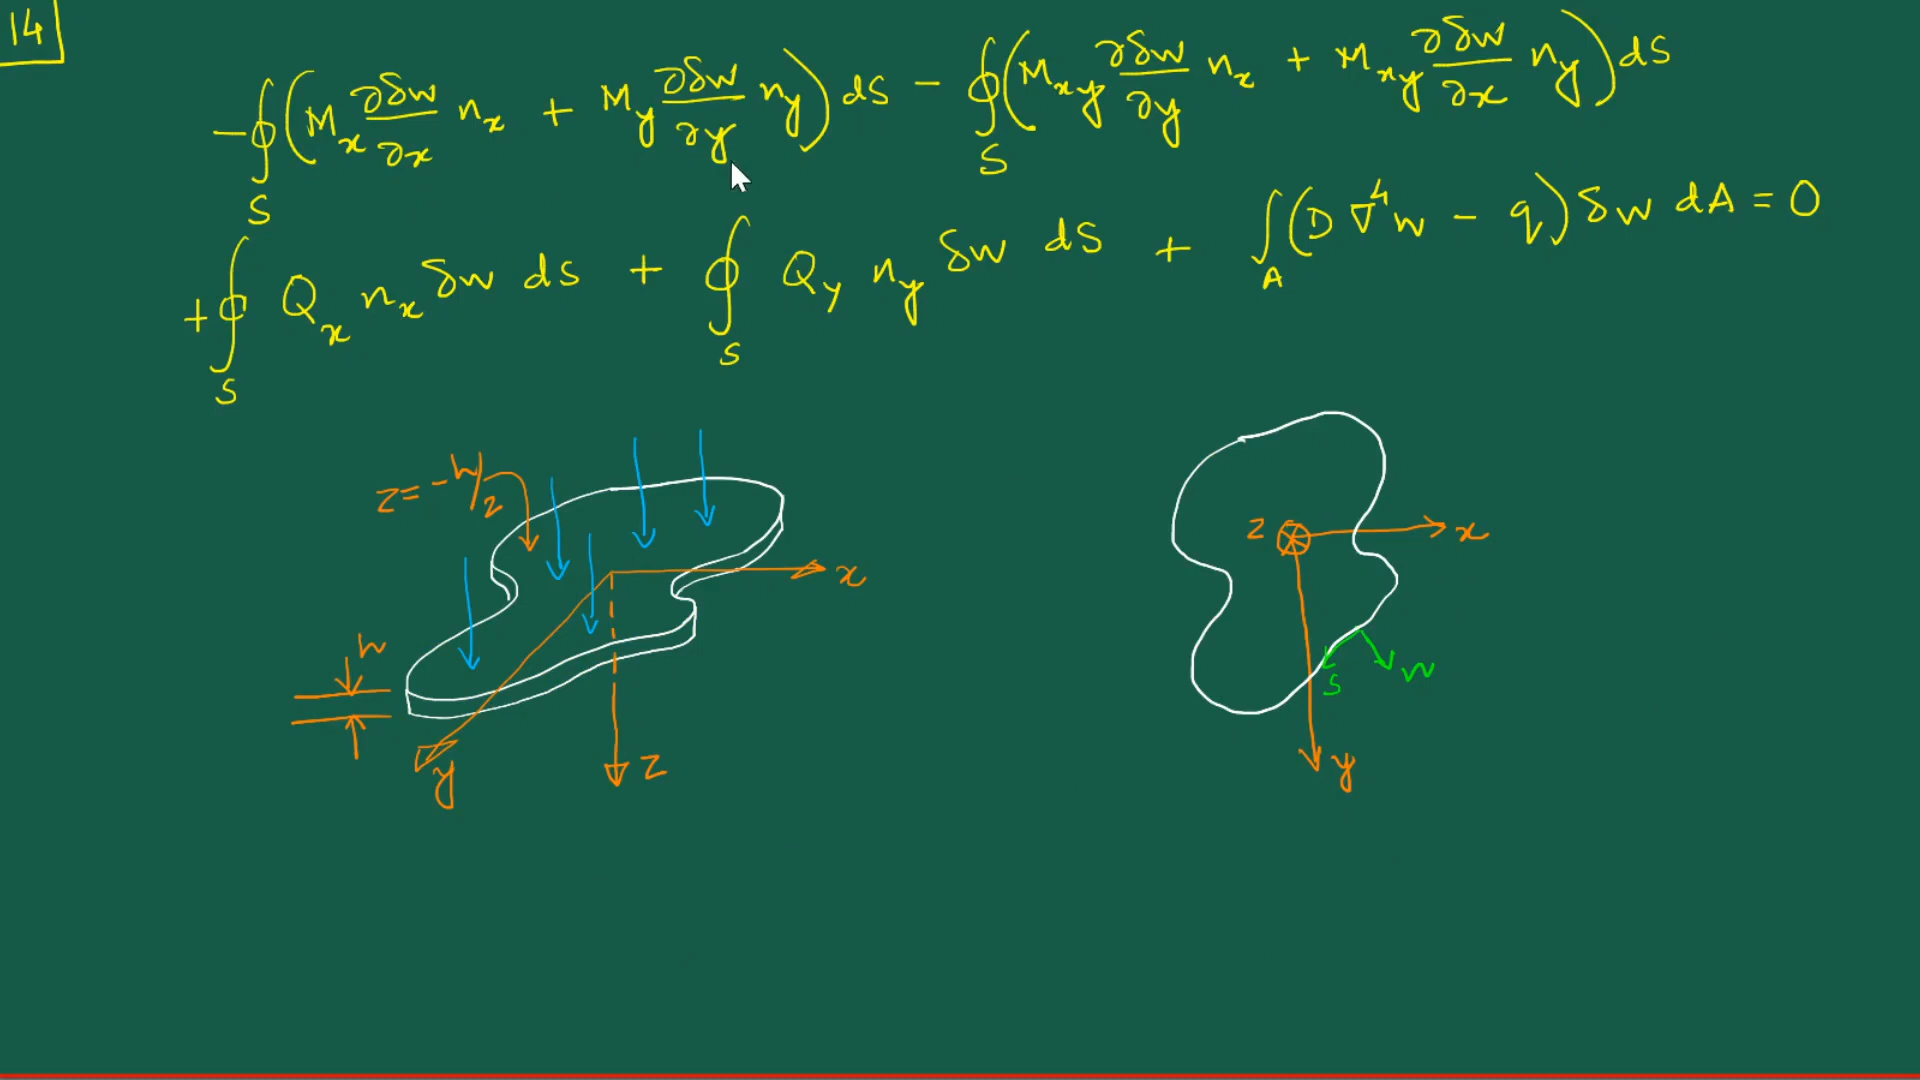 14
-∮_S (M_x ∂δw/∂x n_x + M_y ∂δw/∂y n_y) ds - ∮_S (M_xy ∂δw/∂y n_x + M_xy ∂δw/∂x n_y) ds
+∮_S Q_x n_x δw ds + ∮_S Q_y n_y δw ds + ∫_A (D ∇⁴w - q) δw dA = 0
z = -h/2
x
h
y
z
z
x
n
s
y